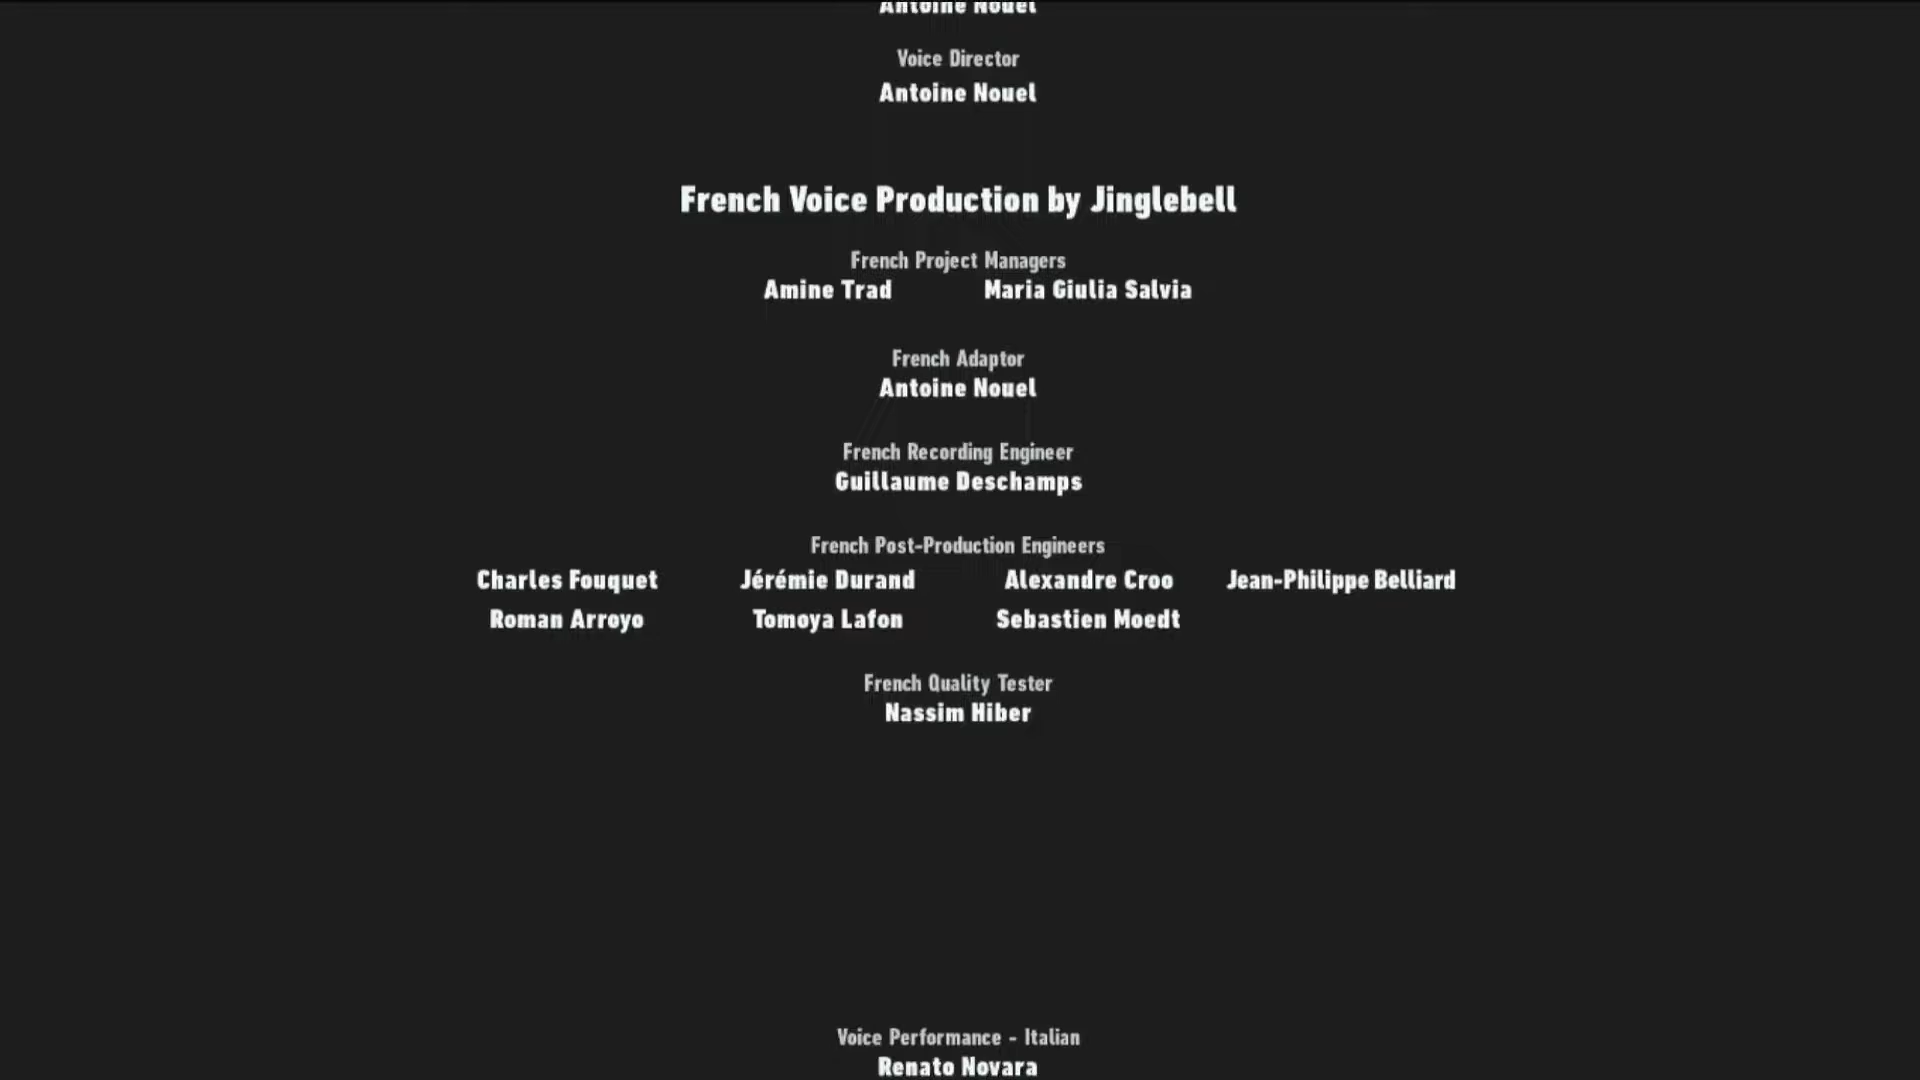 Antoine Nouel
Voice Director
Antoine Nouel
French Voice Production by Jinglebell
French Project Managers
Amine Trad Maria Giulia Salvia
French Adaptor
Antoine Nouel
French Recording Engineer
Guillaume Deschamps
French Post-Production Engineers
Charles Fouquet Jérémie Durand Alexandre Croo Jean-Philippe Belliard
Roman Arroyo Tomoya Lafon Sebastien Moedt
French Quality Tester
Nassim Hiber
Voice Performance - Italian
Renato Novara